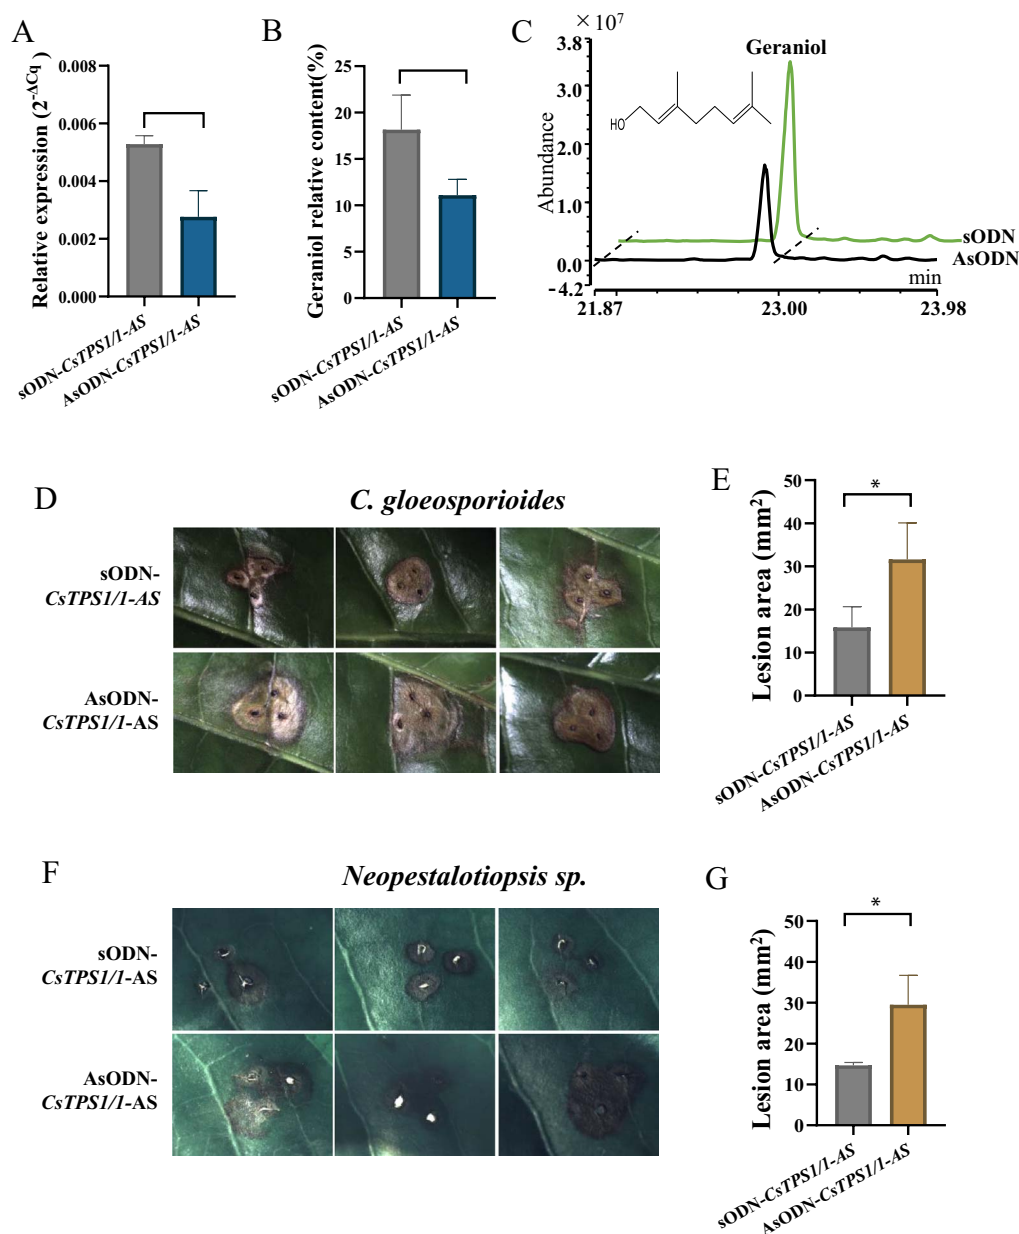 A
Relative expression (2^-ΔCq)
0.008
0.006
0.004
0.002
0.000
sODN-CsTPS1/1-AS
AsODN-CsTPS1/1-AS
B
Geraniol relative content(%)
25
20
15
10
5
0
sODN-CsTPS1/1-AS
AsODN-CsTPS1/1-AS
C
×10⁷
Abundance
3.8
3.0
2.0
1.0
0.0
-4.2
Geraniol
HO
sODN
AsODN
min
21.87
23.00
23.98
D
C. gloeosporioides
sODN-
CsTPS1/1-AS
AsODN-
CsTPS1/1-AS
E
Lesion area (mm²)
50
40
30
20
10
0
*
sODN-CsTPS1/1-AS
AsODN-CsTPS1/1-AS
F
Neopestalotiopsis sp.
sODN-
CsTPS1/1-AS
AsODN-
CsTPS1/1-AS
G
Lesion area (mm²)
50
40
30
20
10
0
*
sODN-CsTPS1/1-AS
AsODN-CsTPS1/1-AS